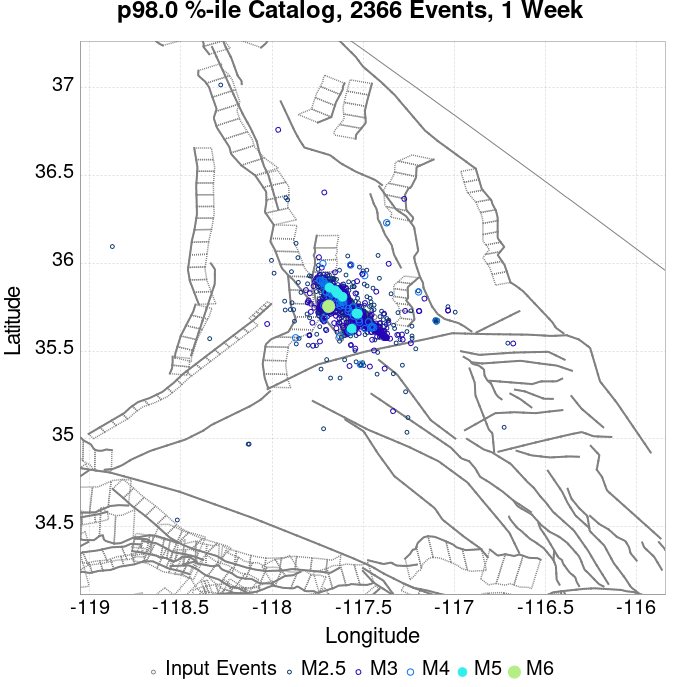 p98.0 %-ile Catalog, 2366 Events, 1 Week
37
36.5
36
35.5
35
34.5
Latitude
-119 -118.5 -118 -117.5 -117 -116.5 -116
Longitude
Input Events M2.5 M3 M4 M5 M6